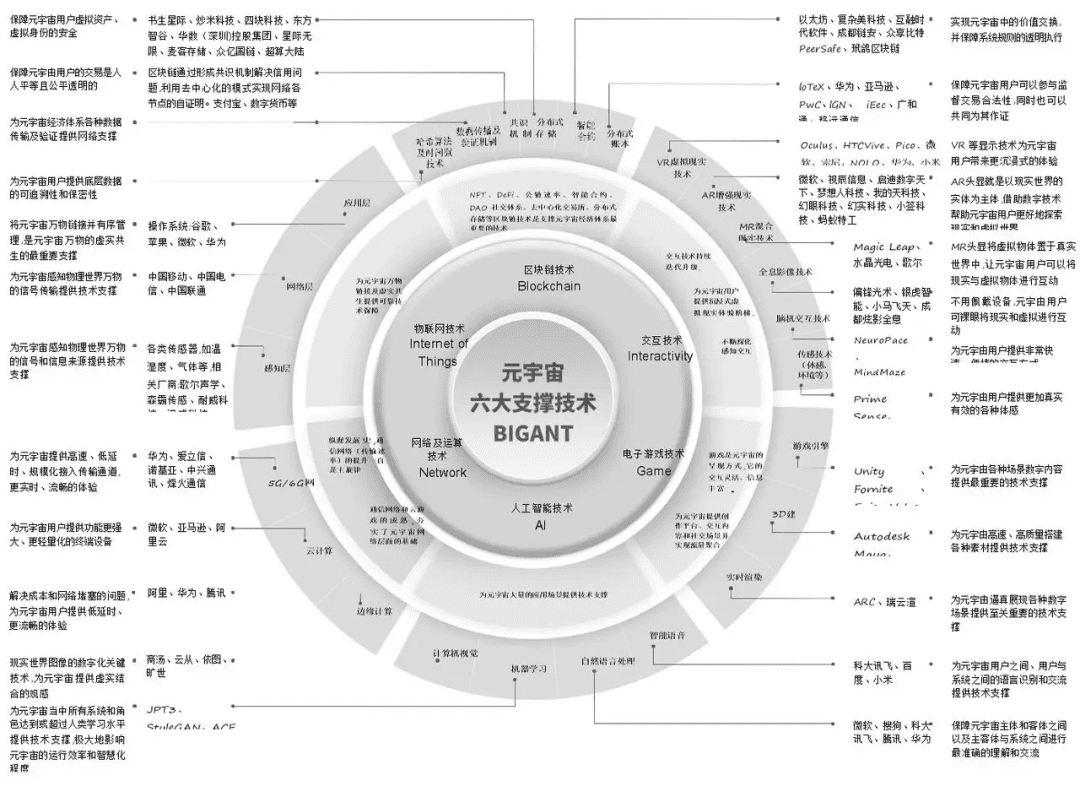 保障元宇宙用户虚拟资产、
虚拟身份的安全
书生星际、炒米科技、四块科技、东方
智谷、华数（深圳)控股集团、星际无
限、麦客存储、众亿国链、超算大陆
保障元宇宙用户的交易是人
人平等且公平透明的
区块链通过形成共识机制解决信用问
题,利用去中心化的模式实现网络各
节点的自证明。支付宝、数字货币等
为元宇宙经济体系各种数据
传输及验证提供网络支撑
为元宇宙用户提供底层数据
的可追溯性和保密性
将元宇宙万物链接并有序管
理,是元宇宙万物的虚实共
生的最重要支撑
操作系统:谷歌、
苹果、微软、华为
为元宇宙感知物理世界万物
的信号传输提供技术支撑
中国移动、中国电
信、中国联通
为元宇宙感知物理世界万物
的信号和信息来源提供技术
支撑
各类传感器,如温
湿度、气体等,相
关厂商:歌尔声学、
霖霸传感、耐威科
为元宇宙提供高速、低延
时、规模化接入传输通道,
更实时、流畅的体验
华为、爱立信、
诺基亚、中兴通
讯、烽火通信
为元宇宙用户提供功能更强
大、更轻量化的终端设备
微软、亚马逊、阿
里云
解决成本和网络堵塞的问题,
为元宇宙用户提供低延时、
更流畅的体验
阿里、华为、腾讯
现实世界图像的数字化关键
技术,为元宇宙提供虚实结
合的观感
商汤、云从、依图、
旷世
为元宇宙当中所有系统和角
色达到或超过人类学习水平
提供技术支撑,极大地影响
元宇宙的运行效率和智慧化
程度
JPT3、
StyleGAN、ACE
哈希算法
及时间戳
技术
数据传播及
验证机制
共识
机制
分布式
存储
智能
合约
分布式
账本
VR虚拟现实
技术
AR增强现实
技术
MR混合
现实技术
全息影像技术
脑机交互技术
传感技术
（体感、
环境等）
游戏引擎
3D建
实时渲染
智能语音
自然语言处理
机器学习
计算机视觉
边缘计算
云计算
5G/6G网
感知层
网络层
应用层
NFT、DeFi、公链速率、智能合约、
DAO 社交体系、去中心化交易所、分布式
存储等区块链技术是支撑元宇宙经济体系最
重要的技术
交互技术持续
迭代升级,
为元宇宙用户
提供沉浸式虚
拟现实体验阶梯,
不断深化
感知交互
游戏是元宇宙的
呈现方式,它的
交互灵活、信息
丰富,
为元宇宙提供创
作平台、交互内
容和社交场景并
实现流量聚合
为元宇宙大量的应用场景提供技术支撑
纵观发展史,通
信网络（传输速
率）的提升一直
是主旋律
通信网络和云游
戏的成熟,夯
实了元宇宙网
络层面的基础
为元宇宙万物
链接及虚实共
生提供可靠技
术保障
区块链技术
Blockchain
交互技术
Interactivity
电子游戏技术
Game
人工智能技术
AI
网络及运算
技术
Network
物联网技术
Internet of
Things
元宇宙
六大支撑技术
BIGANT
以太坊、复杂美科技、互融时
代软件、成都链安、众享比特
PeerSafe、玳鸽区块链
实现元宇宙中的价值交换,
并保障系统规则的透明执行
IoTeX、华为、亚马逊、
PwC、IGN、 iEec、广和
通、移远通信
保障元宇宙用户可以参与监
督交易合法性,同时也可以
共同为其作证
Oculus、HTCVive、Pico、微
软、索尼、NOLO、华为、小米
VR 等显示技术为元宇宙
用户带来更沉浸式的体验
微软、视辰信息、启迪数字天
下、梦想人科技、我的天科技、
幻眼科技、幻实科技、小签科
技、蚂蚁特工
AR头显就是以现实世界的
实体为主体,借助数字技术
帮助元宇宙用户更好地探索
现实和虚拟世界
Magic Leap、
水晶光电、歌尔
MR头显将虚拟物体置于真实
世界中,让元宇宙用户可以将
现实与虚拟物体进行互动
偏锋光术、银虎智
能、小马飞天、成
都炫影全息
不用佩戴设备,元宇宙用户
可裸眼将现实和虚拟进行互
动
NeuroPace
、
MindMaze
为元宇宙用户提供非常快
Prime
Sense、
为元宇宙用户提供更加真实
有效的各种体感
Unity 、
Fornite
为元宇宙各种场景数字内容
提供最重要的技术支撑
Autodesk
Maya、
为元宇宙高速、高质量搭建
各种素材提供技术支撑
ARC、瑞云渲
为元宇宙逼真展现各种数字
场景提供至关重要的技术支
撑
科大讯飞、百
度、小米
为元宇宙用户之间、用户与
系统之间的语言识别和交流
提供技术支撑
微软、搜狗、科大
讯飞、腾讯、华为
保障元宇宙主体和客体之间
以及主客体与系统之间进行
最准确的理解和交流